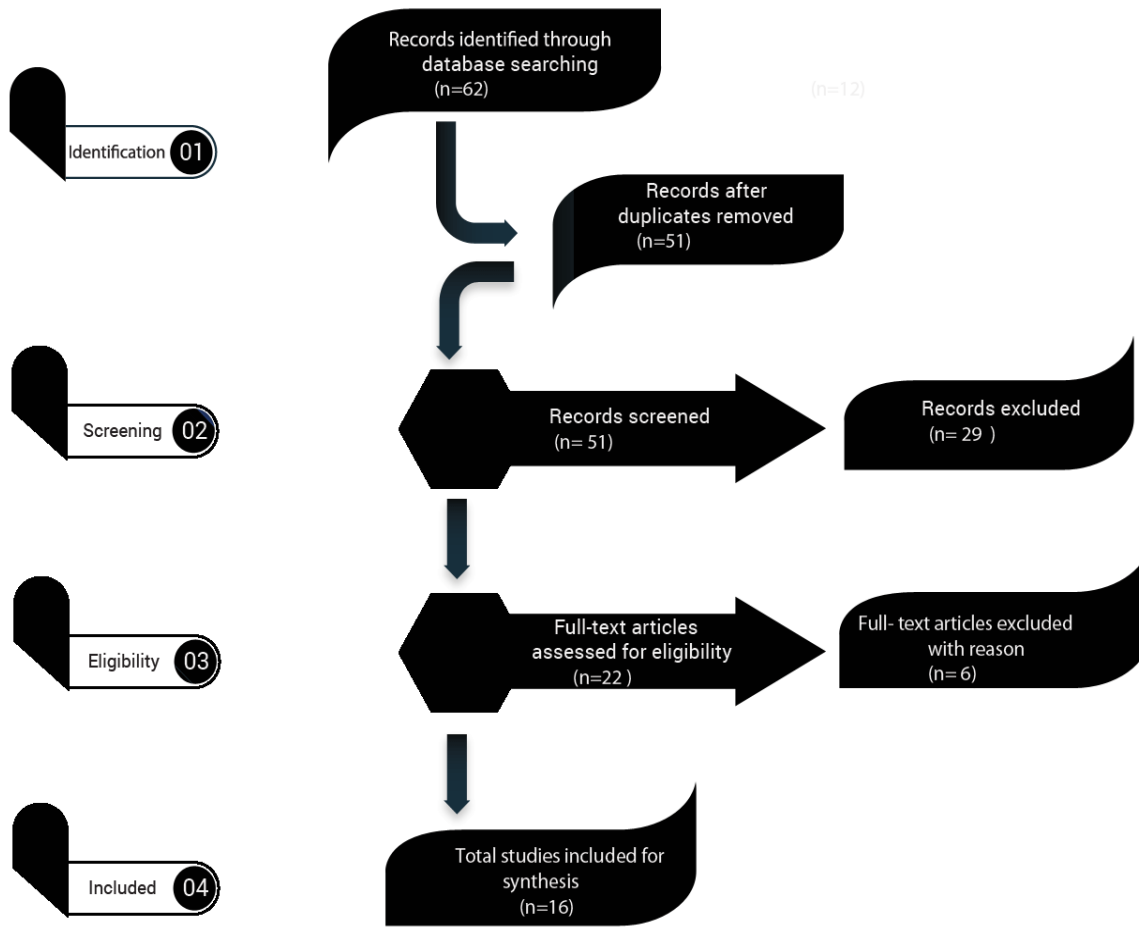 Records identified through
database searching
(n=62)
(n=12)
Identification 01
Records after
duplicates removed
(n=51)
Screening 02
Records screened
(n= 51)
Records excluded
(n= 29 )
Eligibility 03
Full-text articles
assessed for eligibility
(n=22 )
Full- text articles excluded
with reason
(n= 6)
Included 04
Total studies included for
synthesis
(n=16)